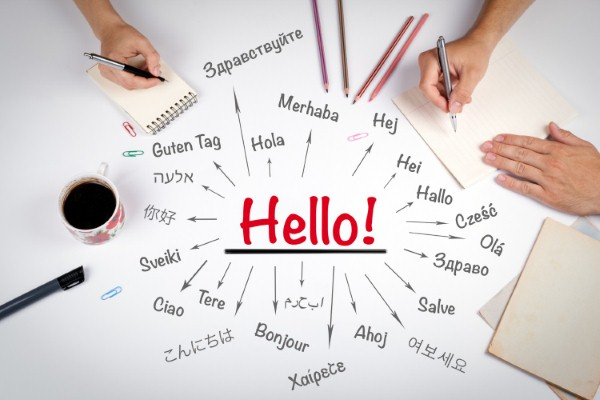 Здравствуйте
Merhaba
Hej
Guten Tag
Hola
Hei
Hallo
你好
Hello!
Cześć
Olá
Sveiki
Здраво
Ciao
Tere
ابحرم
Salve
こんにちは
Bonjour
Ahoj
여보세요
Χαίρετε